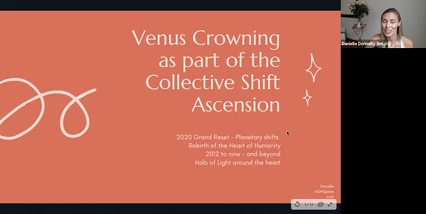 Venus Crowning
as part of the
Collective Shift
Ascension
2020 Grand Reset - Planetary shifts
Rebirth of the Heart of Humanity
2012 to now - and beyond
Halo of Light around the heart
Danielle Donnelly